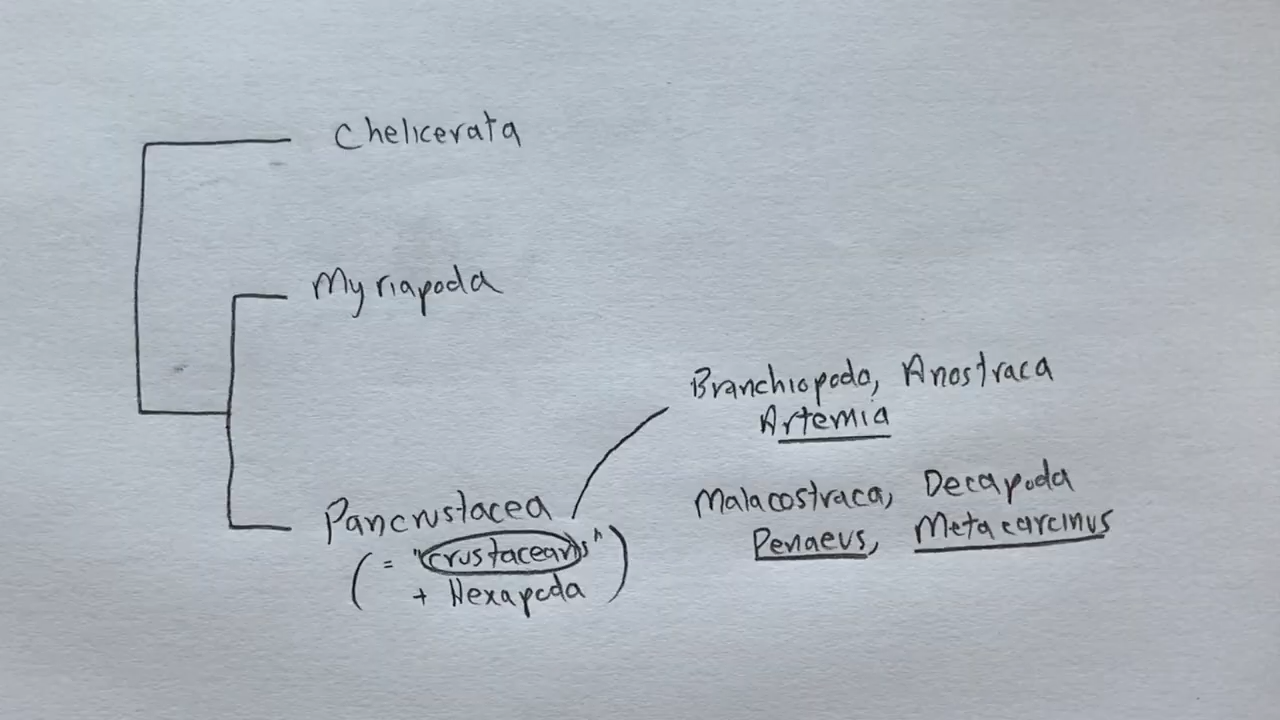 Chelicerata
Myriapoda
Branchiopoda, Anostraca
Artemia
Malacostraca, Decapoda
Penaeus, Metacarcinus
Pancrustacea
(= "crustaceans"
+ Hexapoda)